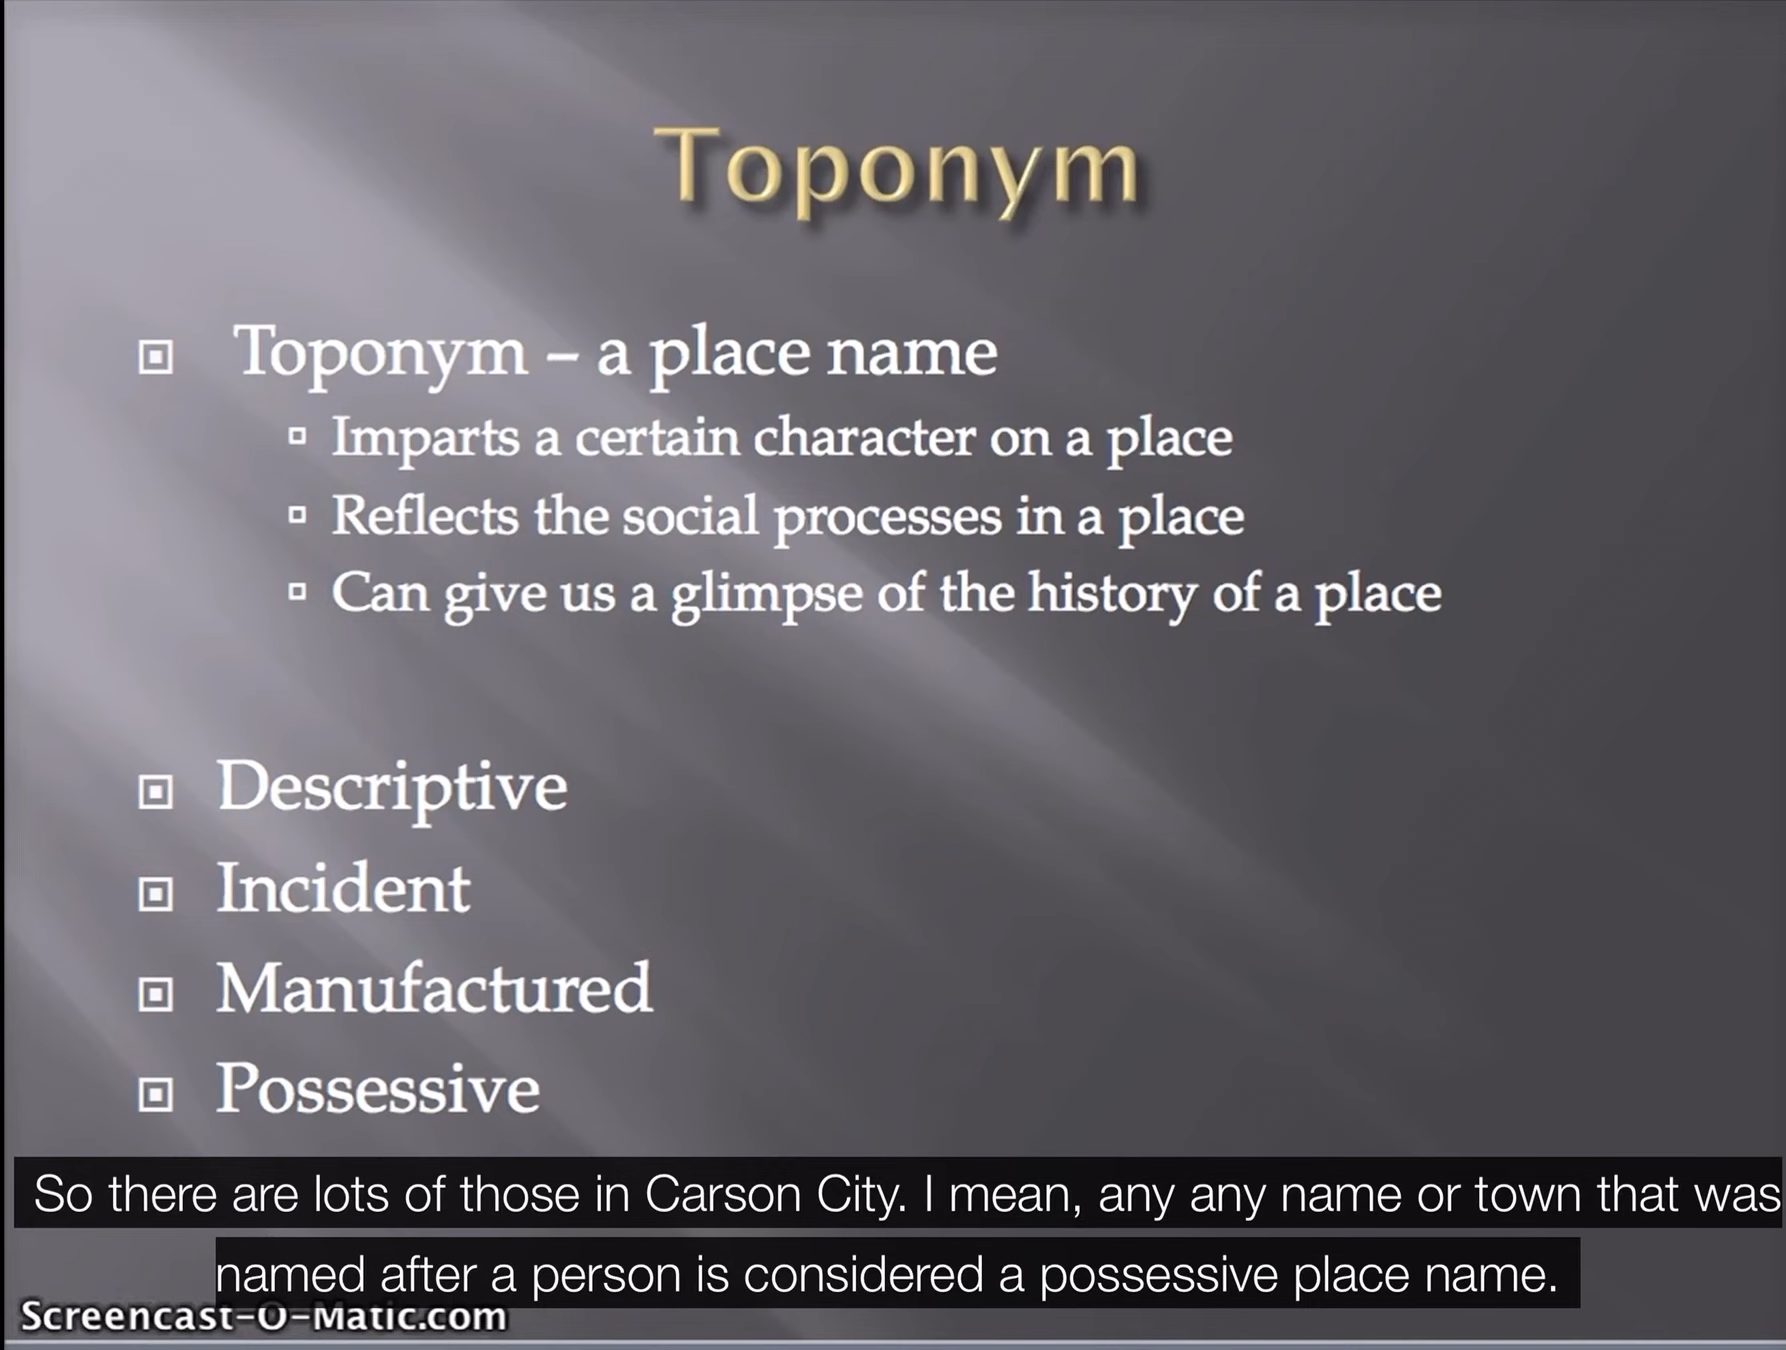 Toponym
Toponym – a place name
Imparts a certain character on a place
Reflects the social processes in a place
Can give us a glimpse of the history of a place
Descriptive
Incident
Manufactured
Possessive
So there are lots of those in Carson City. I mean, any any name or town that was
named after a person is considered a possessive place name.
Screencast-O-Matic.com